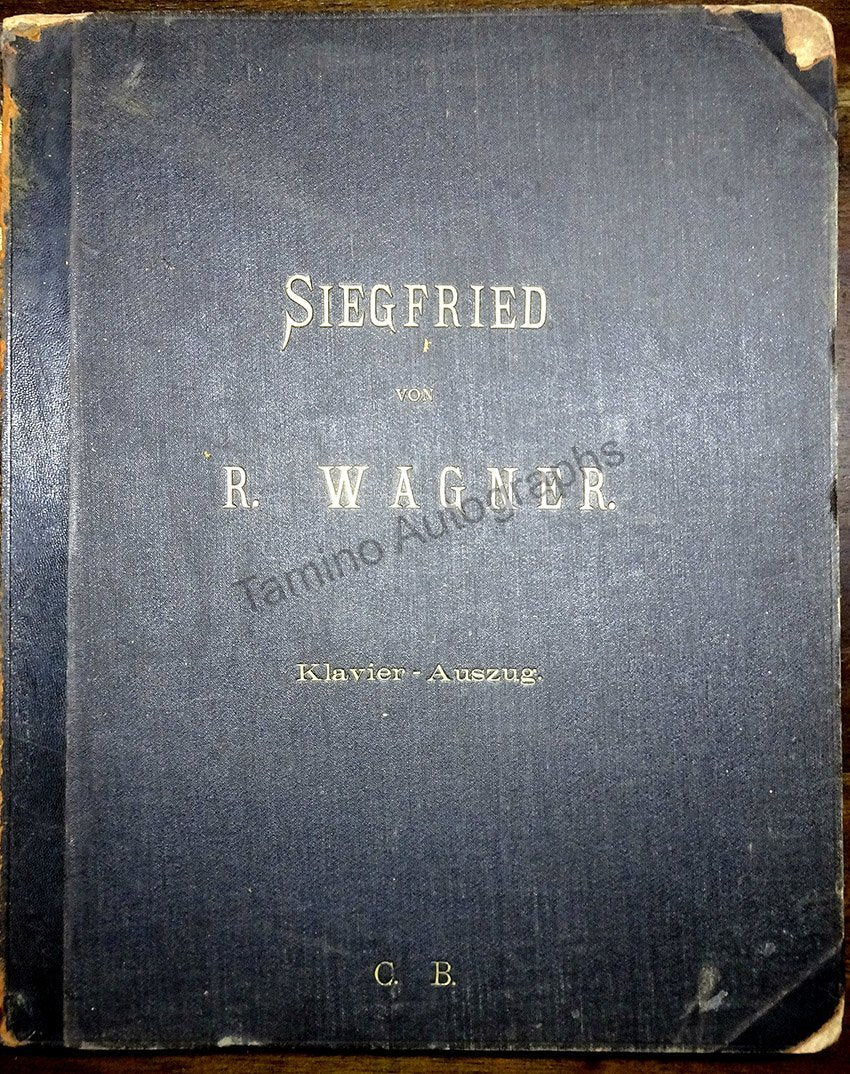 SIEGFRIED
VON
R. WAGNER.
Tamino Autographs
Klavier - Auszug.
C. B.